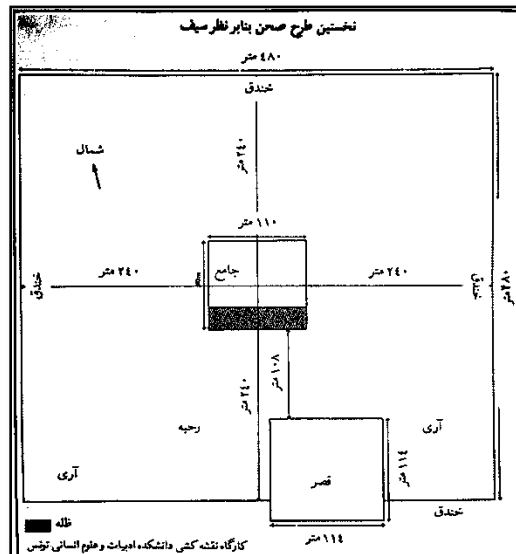 نخستین طرح صحن بنابر نظر سیف
۴۸۰ متر
خندق
شمال
۲۴۰ متر
۱۱۰ متر
جامع
۲۴۰ متر
۲۴۰ متر
خندق
خندق
۴۸۰ متر
۱۰۸ متر
۲۴۰ متر
رحبه
آری
آری
قصر
۱۱۴ متر
۱۱۴ متر
خندق
ظله
کارگاه نقشه کشی دانشکده ادبیات و علوم انسانی تونس